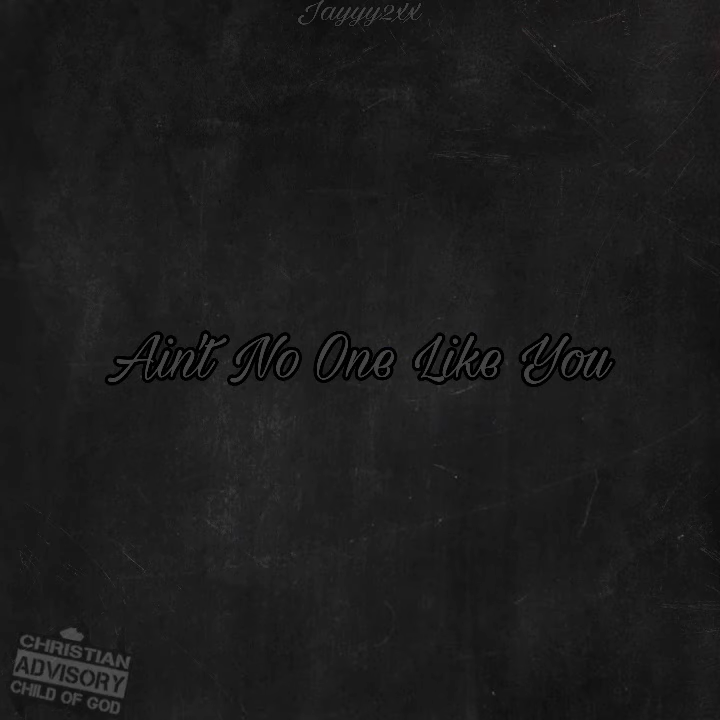 Jayyy2xx
Ain't No One Like You
CHRISTIAN
ADVISORY
CHILD OF GOD